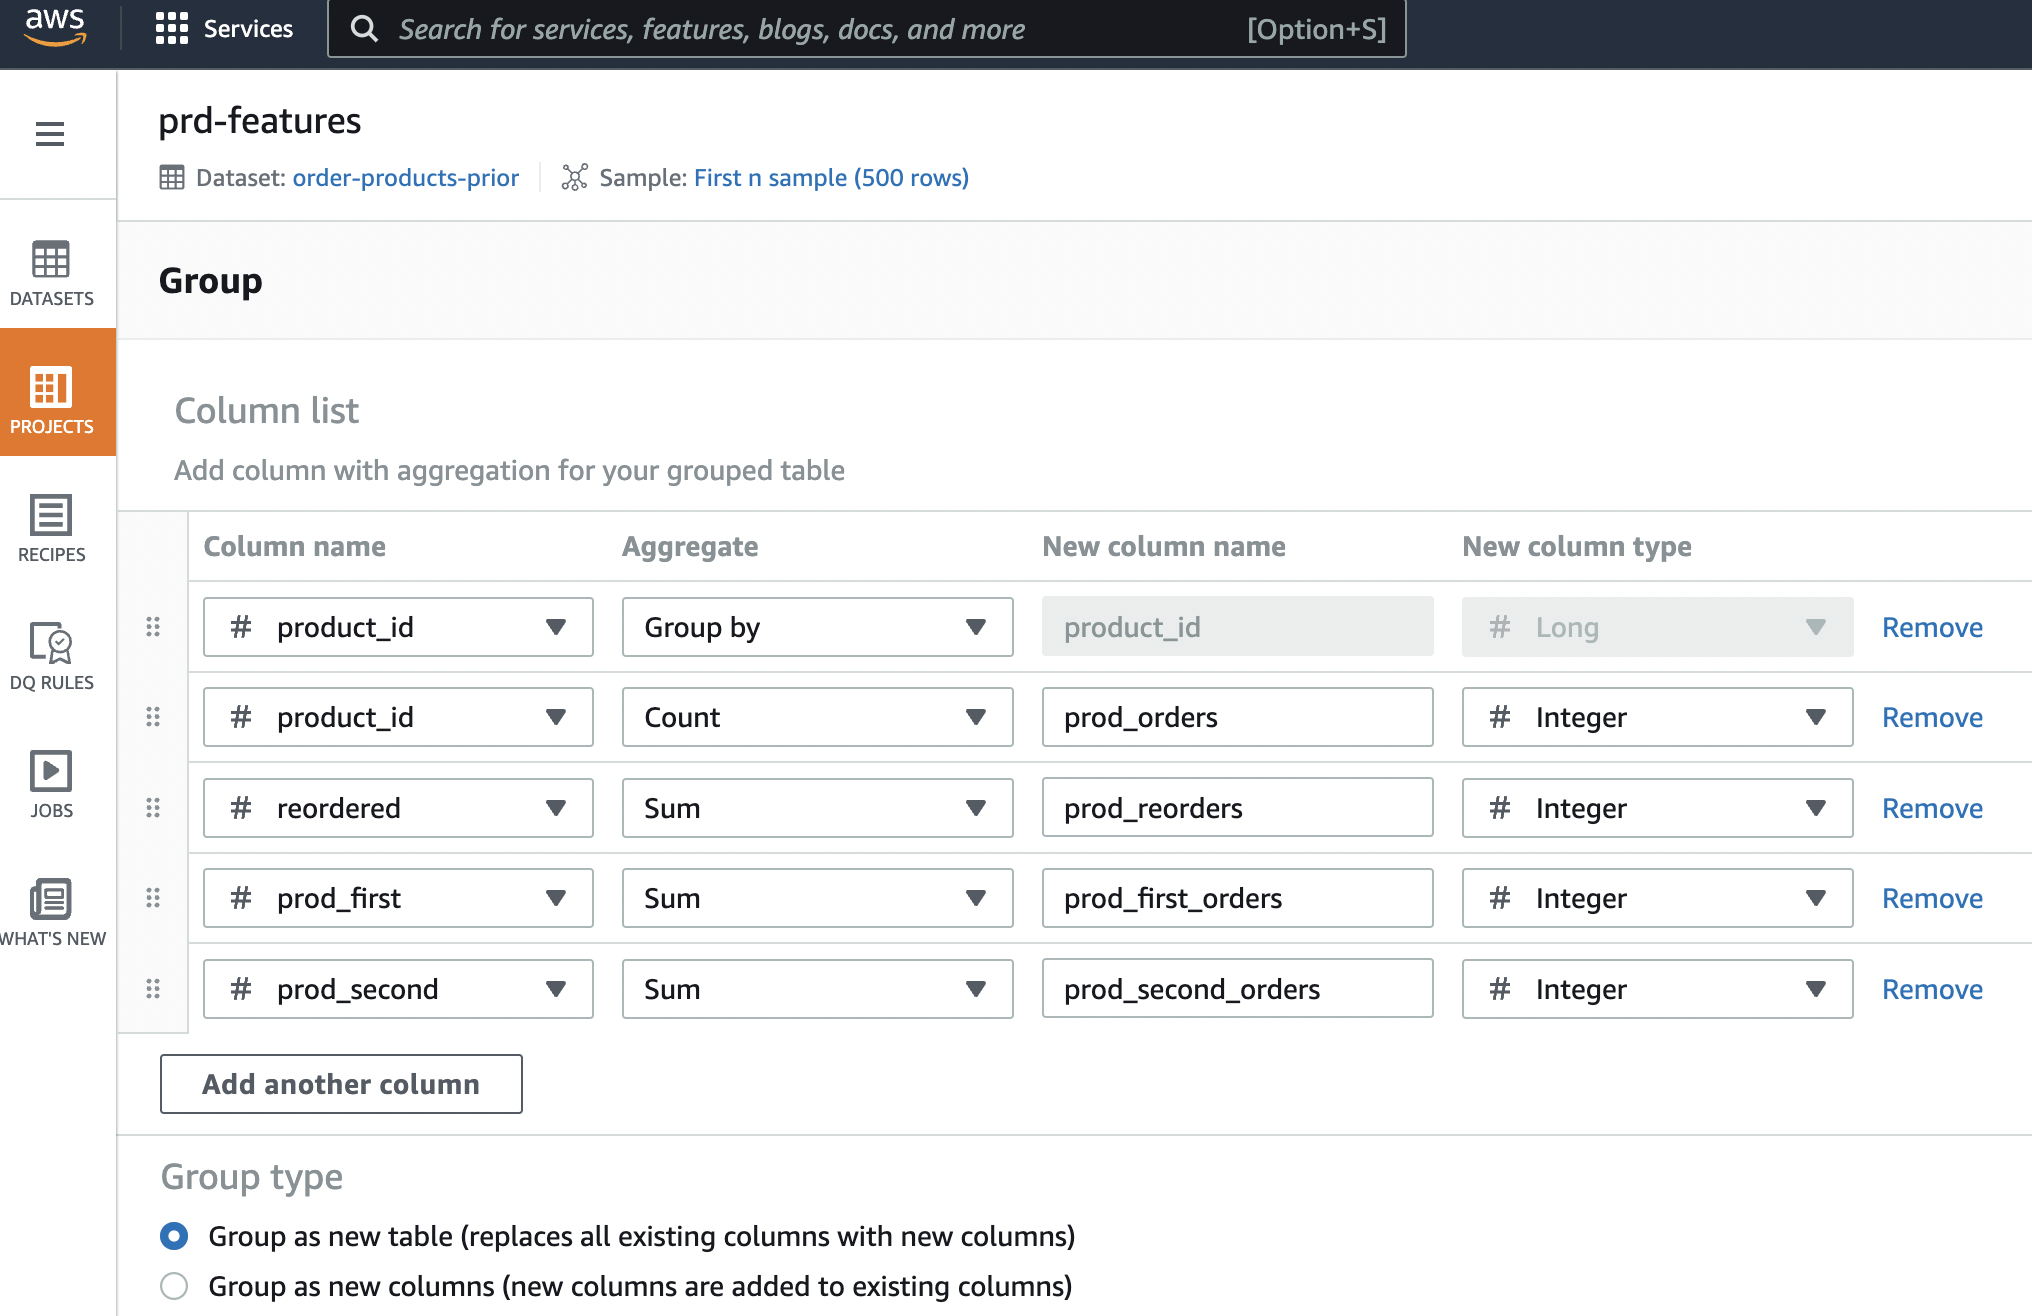 aws Services Search for services, features, blogs, docs, and more [Option+S]
prd-features
Dataset: order-products-prior Sample: First n sample (500 rows)
DATASETS
PROJECTS
RECIPES
DQ RULES
JOBS
WHAT'S NEW
Group
Column list
Add column with aggregation for your grouped table
Column name Aggregate New column name New column type
# product_id Group by product_id # Long Remove
# product_id Count prod_orders # Integer Remove
# reordered Sum prod_reorders # Integer Remove
# prod_first Sum prod_first_orders # Integer Remove
# prod_second Sum prod_second_orders # Integer Remove
Add another column
Group type
Group as new table (replaces all existing columns with new columns)
Group as new columns (new columns are added to existing columns)